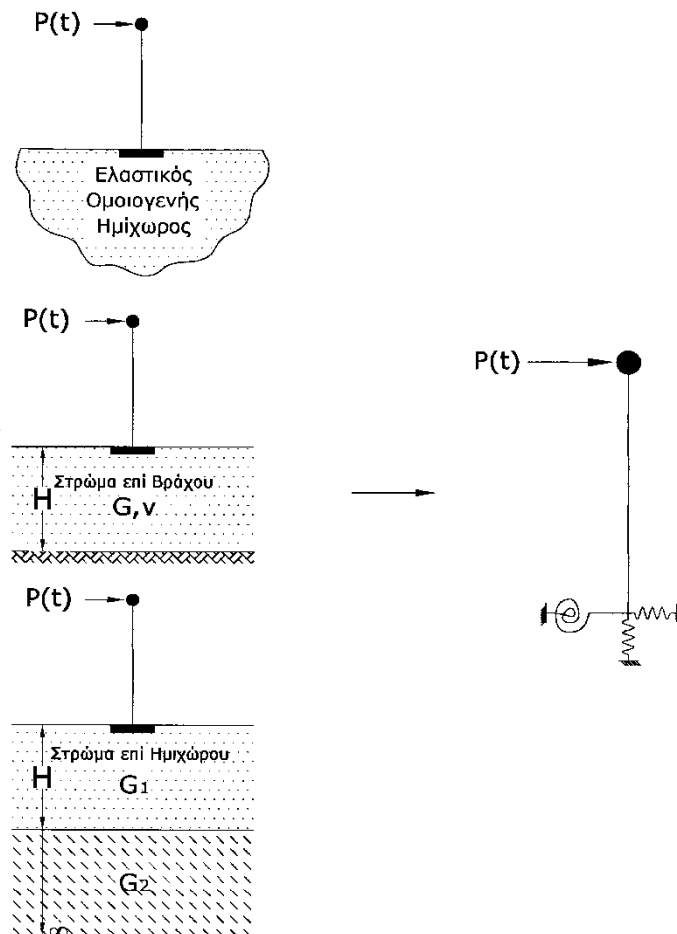 P(t)
Ελαστικός
Ομοιογενής
Ημίχωρος
P(t)
Στρώμα επί Βράχου
H
G,ν
P(t)
P(t)
Στρώμα επί Ημιχώρου
H
G1
G2
∞